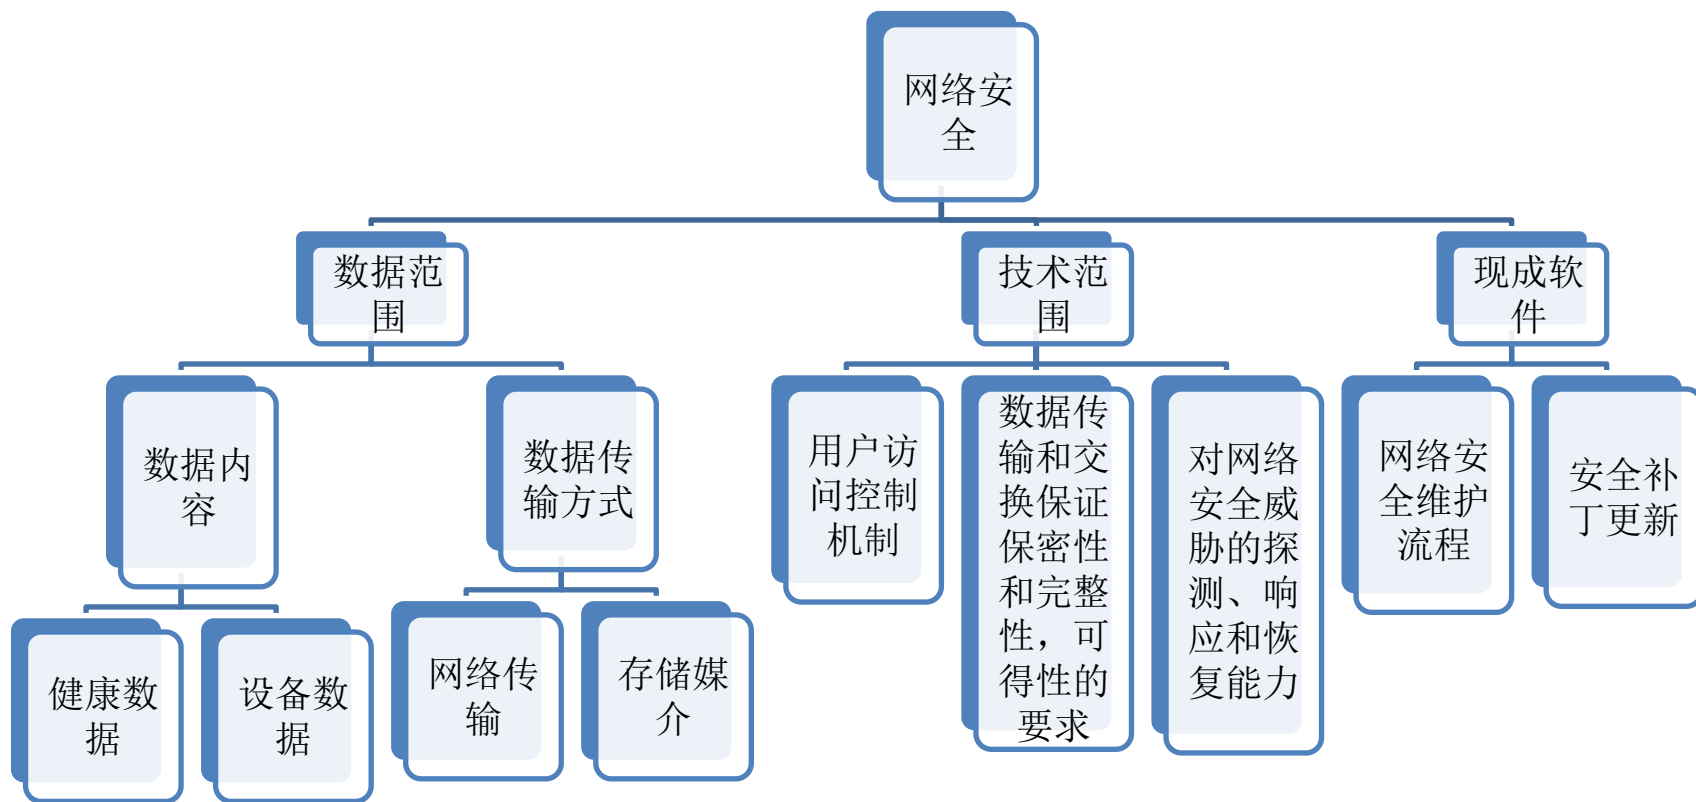 网络安
全
数据范
围
技术范
围
现成软
件
数据内
容
数据传
输方式
用户访
问控制
机制
数据传
输和交
换保证
保密性
和完整
性，可
得性的
要求
对网络
安全威
胁的探
测、响
应和恢
复能力
网络安
全维护
流程
安全补
丁更新
健康数
据
设备数
据
网络传
输
存储媒
介